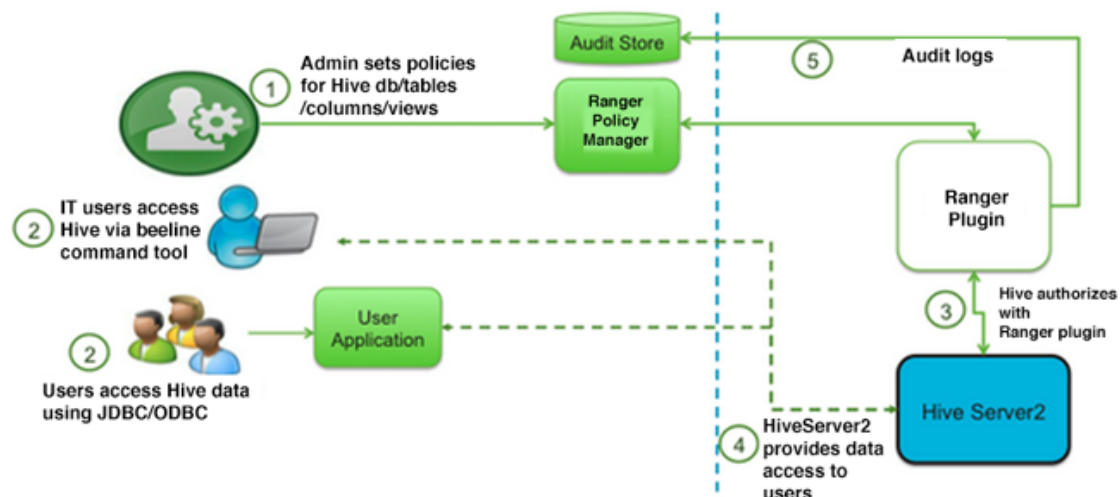 Audit Store
5
Audit logs
1
Admin sets policies
for Hive db/tables
/columns/views
Ranger
Policy
Manager
Ranger
Plugin
2
IT users access
Hive via beeline
command tool
3
Hive authorizes
with
Ranger plugin
User
Application
2
Users access Hive data
using JDBC/ODBC
Hive Server2
4
HiveServer2
provides data
access to
users